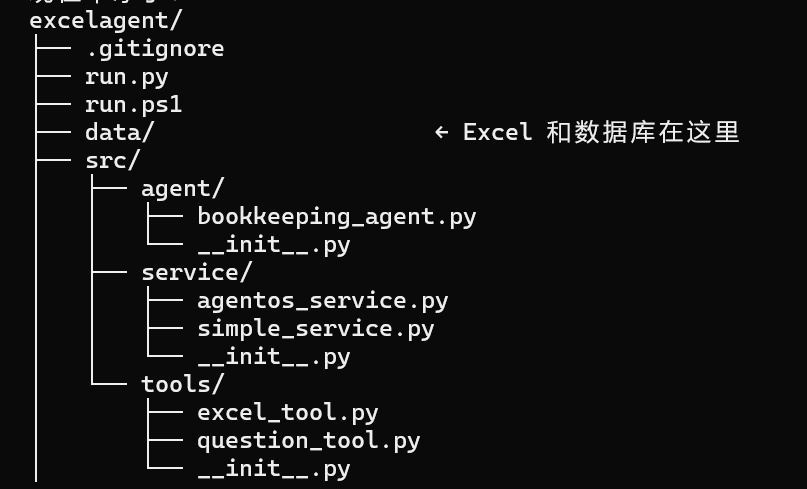 excelagent/
├── .gitignore
├── run.py
├── run.ps1
├── data/                    ← Excel 和数据库在这里
├── src/
│   ├── agent/
│   │   ├── bookkeeping_agent.py
│   │   └── __init__.py
│   ├── service/
│   │   ├── agentos_service.py
│   │   ├── simple_service.py
│   │   └── __init__.py
│   └── tools/
│       ├── excel_tool.py
│       ├── question_tool.py
│       └── __init__.py